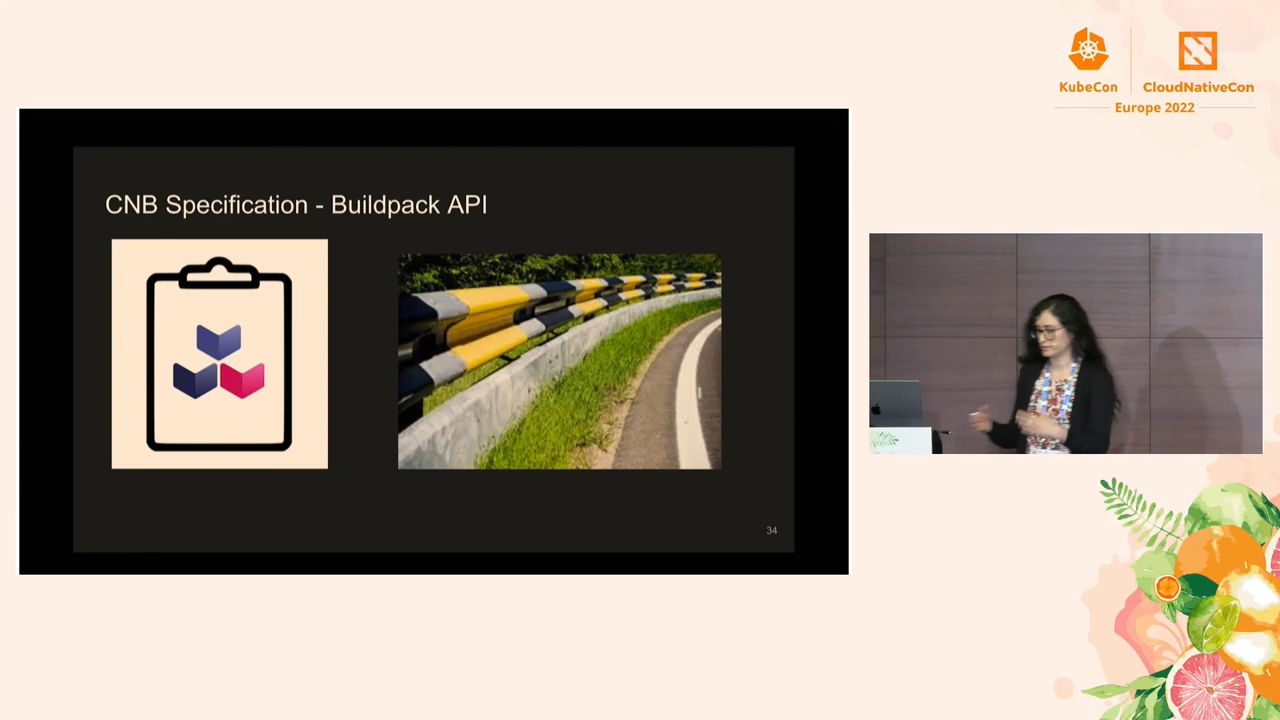 KubeCon
CloudNativeCon
Europe 2022
CNB Specification - Buildpack API
34